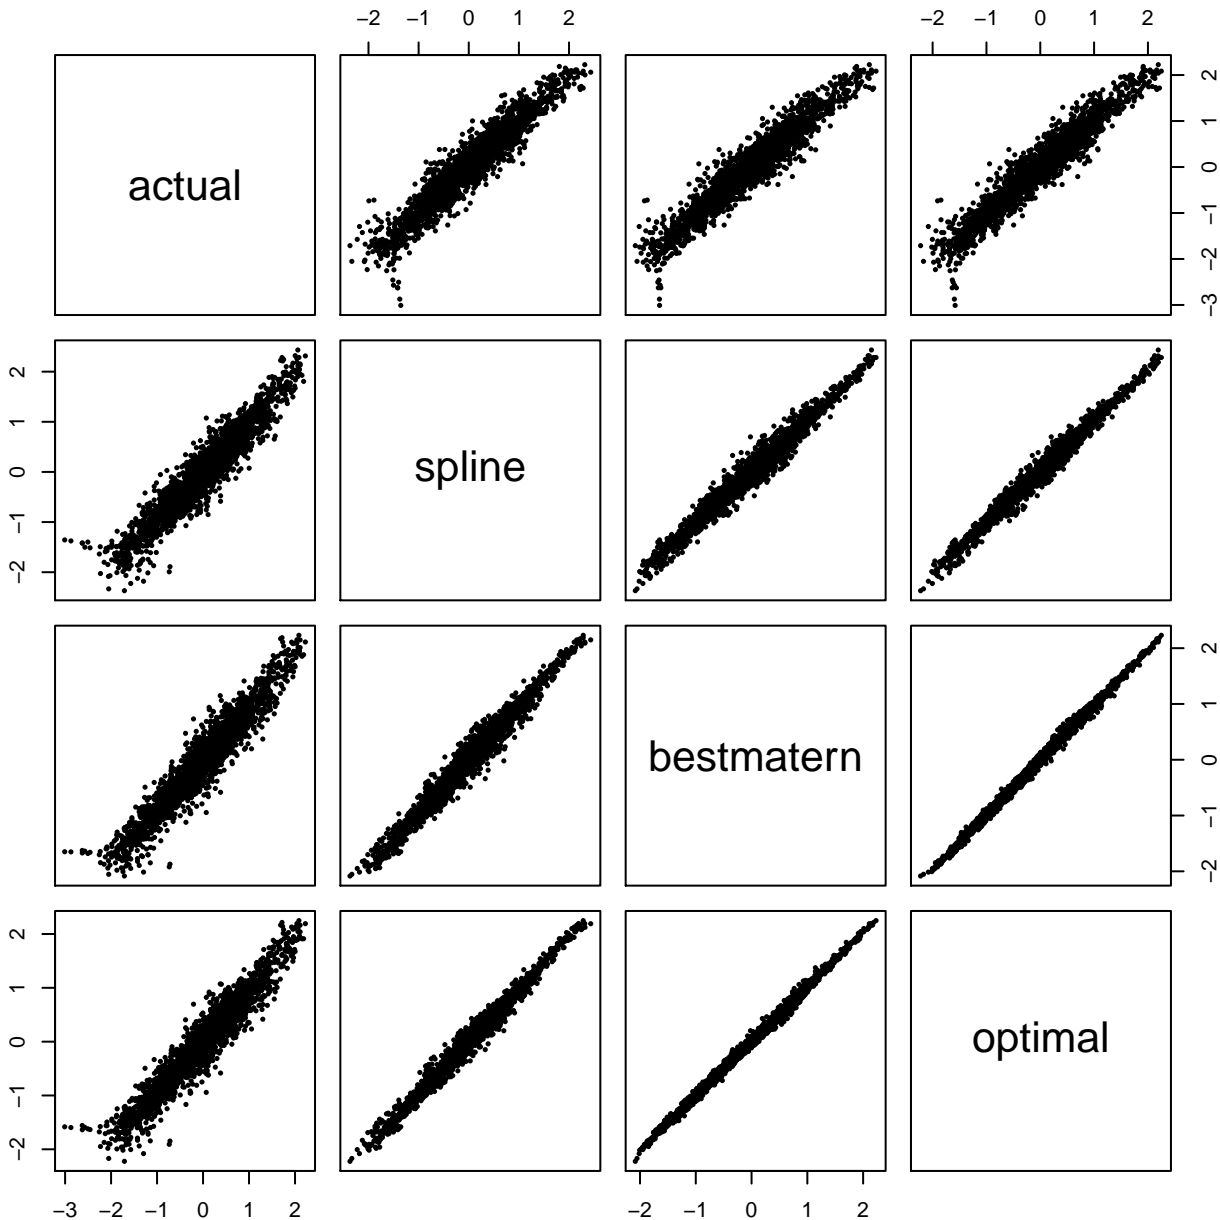 −2 −1 0 1 2 −2 −1 0 1 2
actual
−3 −2 −1 0 1 2
−2 −1 0 1 2
spline
bestmatern
−2 −1 0 1 2
−2 −1 0 1 2
optimal
−3 −2 −1 0 1 2 −2 −1 0 1 2